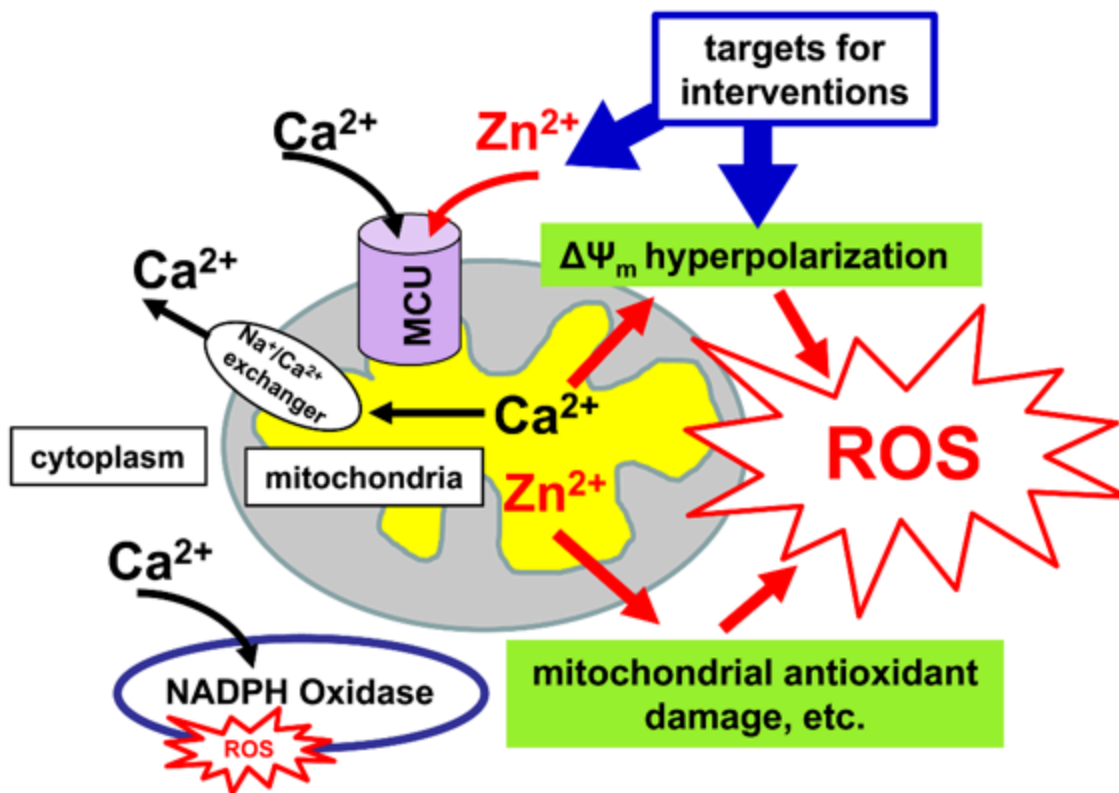 targets for
interventions
Ca²⁺
Zn²⁺
ΔΨₘ hyperpolarization
Ca²⁺
MCU
Na⁺/Ca²⁺
exchanger
Ca²⁺
ROS
cytoplasm
mitochondria
Zn²⁺
Ca²⁺
NADPH Oxidase
ROS
mitochondrial antioxidant
damage, etc.